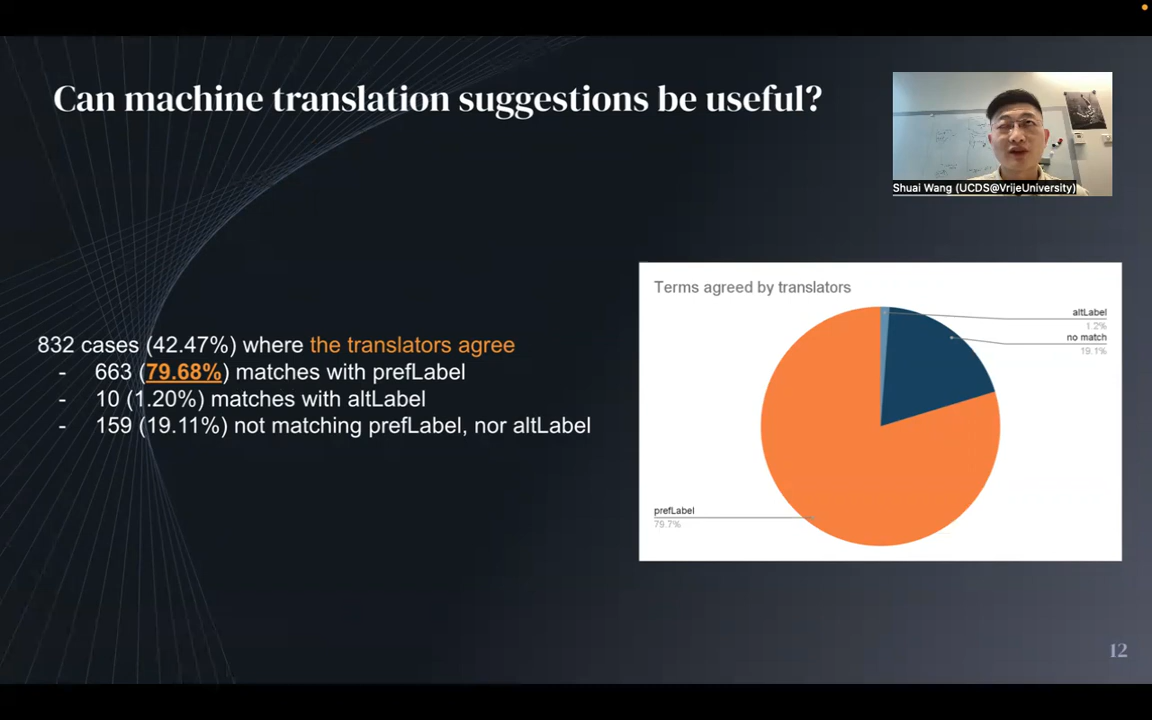 Can machine translation suggestions be useful?
Shuai Wang (UCDS@VrijeUniversity)
832 cases (42.47%) where the translators agree
- 663 (79.68%) matches with prefLabel
- 10 (1.20%) matches with altLabel
- 159 (19.11%) not matching prefLabel, nor altLabel
Terms agreed by translators
altLabel
1.2%
no match
19.1%
prefLabel
79.7%
12